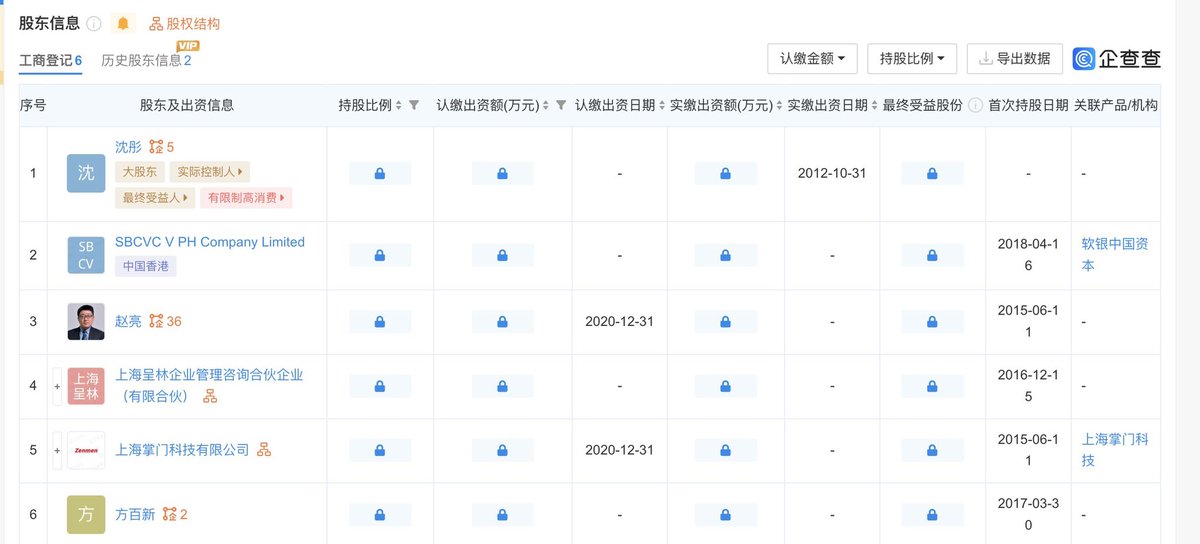 股东信息 股权结构
VIP
工商登记 6 历史股东信息 2 认缴金额 持股比例 导出数据 企查查
序号 股东及出资信息 持股比例 认缴出资额(万元) 认缴出资日期 实缴出资额(万元) 实缴出资日期 最终受益股份 首次持股日期 关联产品/机构
1 沈 沈彤 5 - 2012-10-31 - -
大股东 实际控制人
最终受益人 有限制高消费
2 SB CV SBCVC V PH Company Limited - - 2018-04-1 软银中国资
中国香港 6 本
3 赵亮 36 2020-12-31 - 2015-06-1 -
1
4 + 上海 上海呈林企业管理咨询合伙企业 - - 2016-12-1 -
呈林 （有限合伙） 5
5 + Zenmen 上海掌门科技有限公司 2020-12-31 - 2015-06-1 上海掌门科
1 技
6 方 方百新 2 - - 2017-03-3 -
0